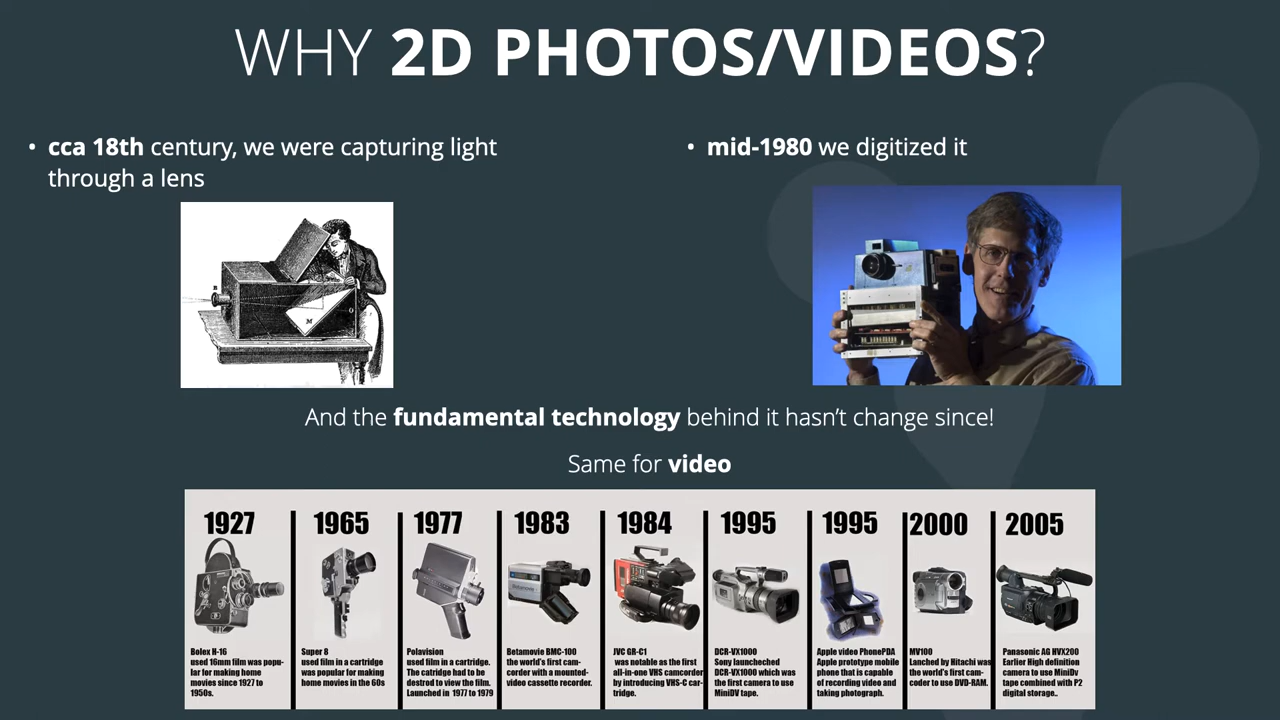 WHY 2D PHOTOS/VIDEOS?
• cca 18th century, we were capturing light
through a lens
• mid-1980 we digitized it
And the fundamental technology behind it hasn’t change since!
Same for video
1927
Bolex H-16
used 16mm film was popu-
lar for making home
movies since 1927 to
1950s.
1965
Super 8
used film in a cartridge
was popular for making
home movies in the 60s
1977
Polavision
used film in a cartridge.
The catridge had to be
destrod to view the film.
Launched in 1977 to 1979
1983
Betamovie BMC-100
the world's first cam-
corder with a mounted-
video cassette recorder.
1984
JVC GR-C1
was notable as the first
all-in-one VHS camcorder
by introducing VHS-C car-
tridge.
1995
DCR-VX1000
Sony launcheched
DCR-VX1000 which was
the first camera to use
MiniDV tape.
1995
Apple video PhonePDA
Apple prototype mobile
phone that is capable
of recording video and
taking photograph.
2000
MV100
Lanched by Hitachi was
the world's first cam-
coder to use DVD-RAM.
2005
Panasonic AG HVX200
Earlier High definition
camera to use MiniDv
tape combined with P2
digital storage..